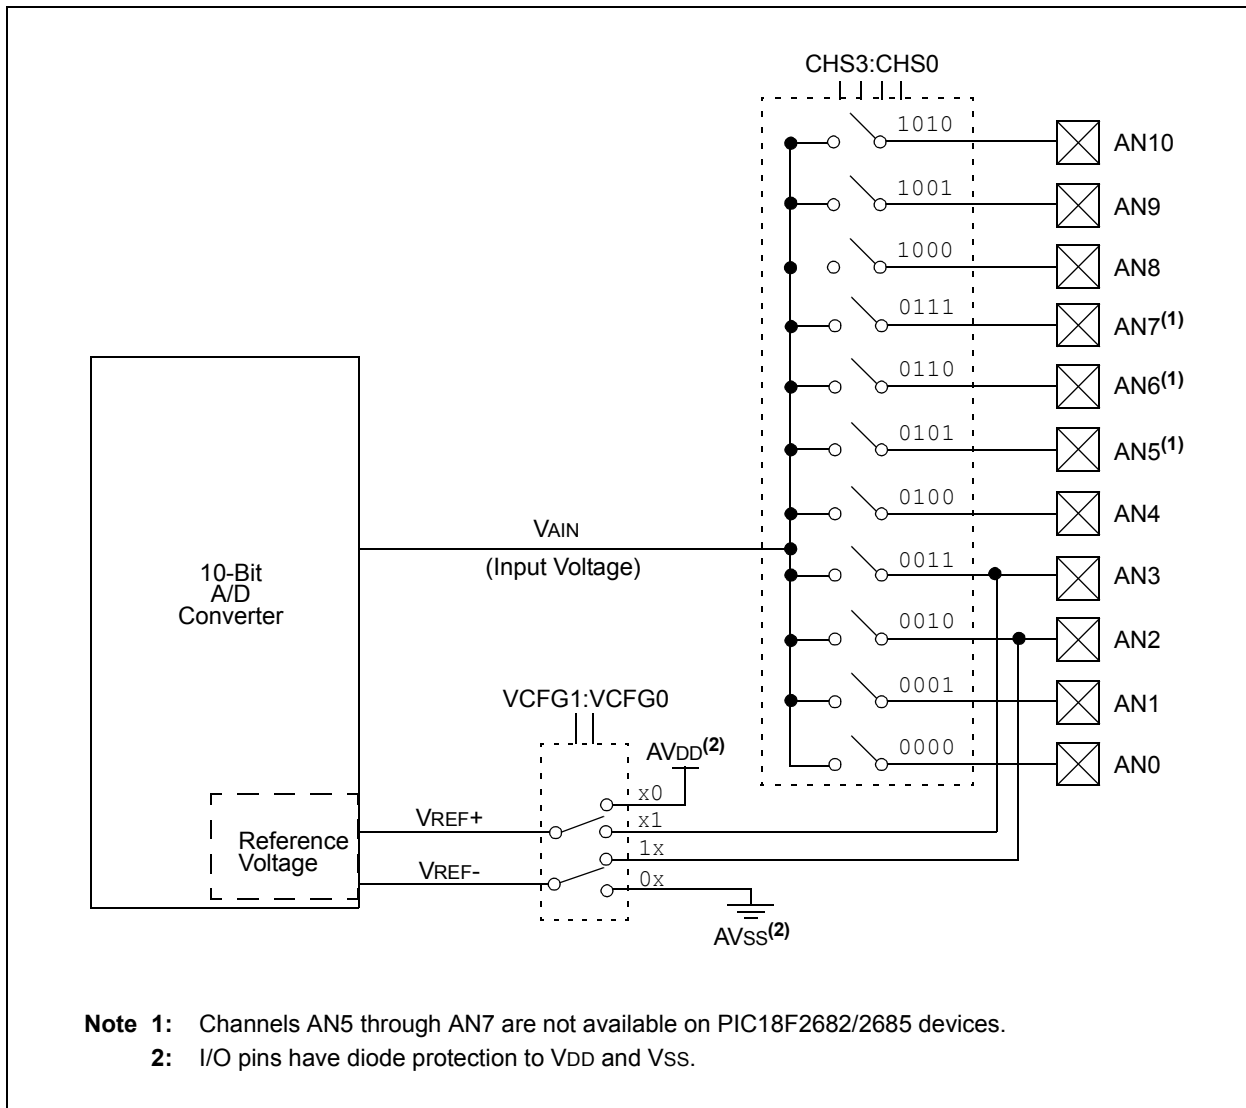 CHS3:CHS0
1010
AN10
1001
AN9
1000
AN8
0111
AN7(1)
0110
AN6(1)
0101
AN5(1)
0100
AN4
VAIN
(Input Voltage)
0011
AN3
10-Bit
A/D
Converter
0010
AN2
0001
AN1
VCFG1:VCFG0
0000
AN0
AVDD(2)
x0
VREF+
x1
Reference
Voltage
1x
VREF-
0x
AVSS(2)
Note 1: Channels AN5 through AN7 are not available on PIC18F2682/2685 devices.
2: I/O pins have diode protection to VDD and VSS.